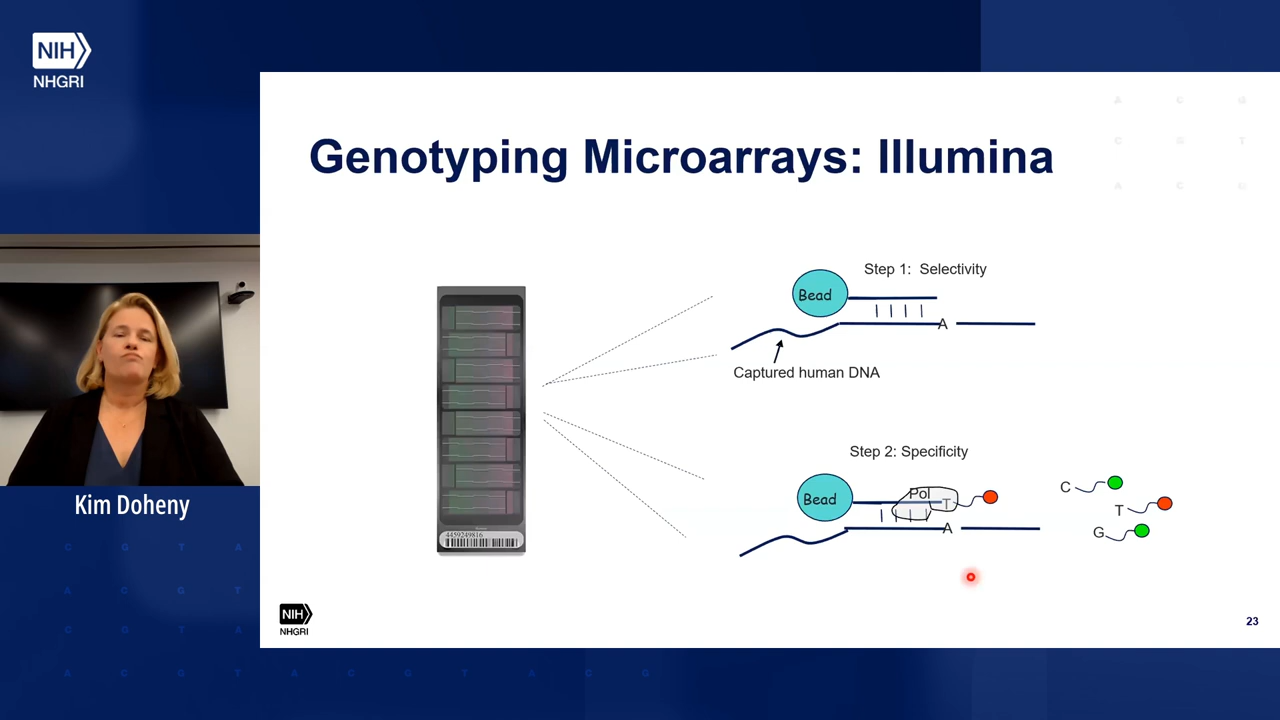 NIH
NHGRI
Genotyping Microarrays: Illumina
Step 1: Selectivity
Bead
A
Captured human DNA
Step 2: Specificity
Bead
Pol
T
A
C
T
G
4459249816
Kim Doheny
NIH
NHGRI
23
A C G
C G T
A C G
C G T A
A C G T A
C G T A
A C G T A C G T A C G